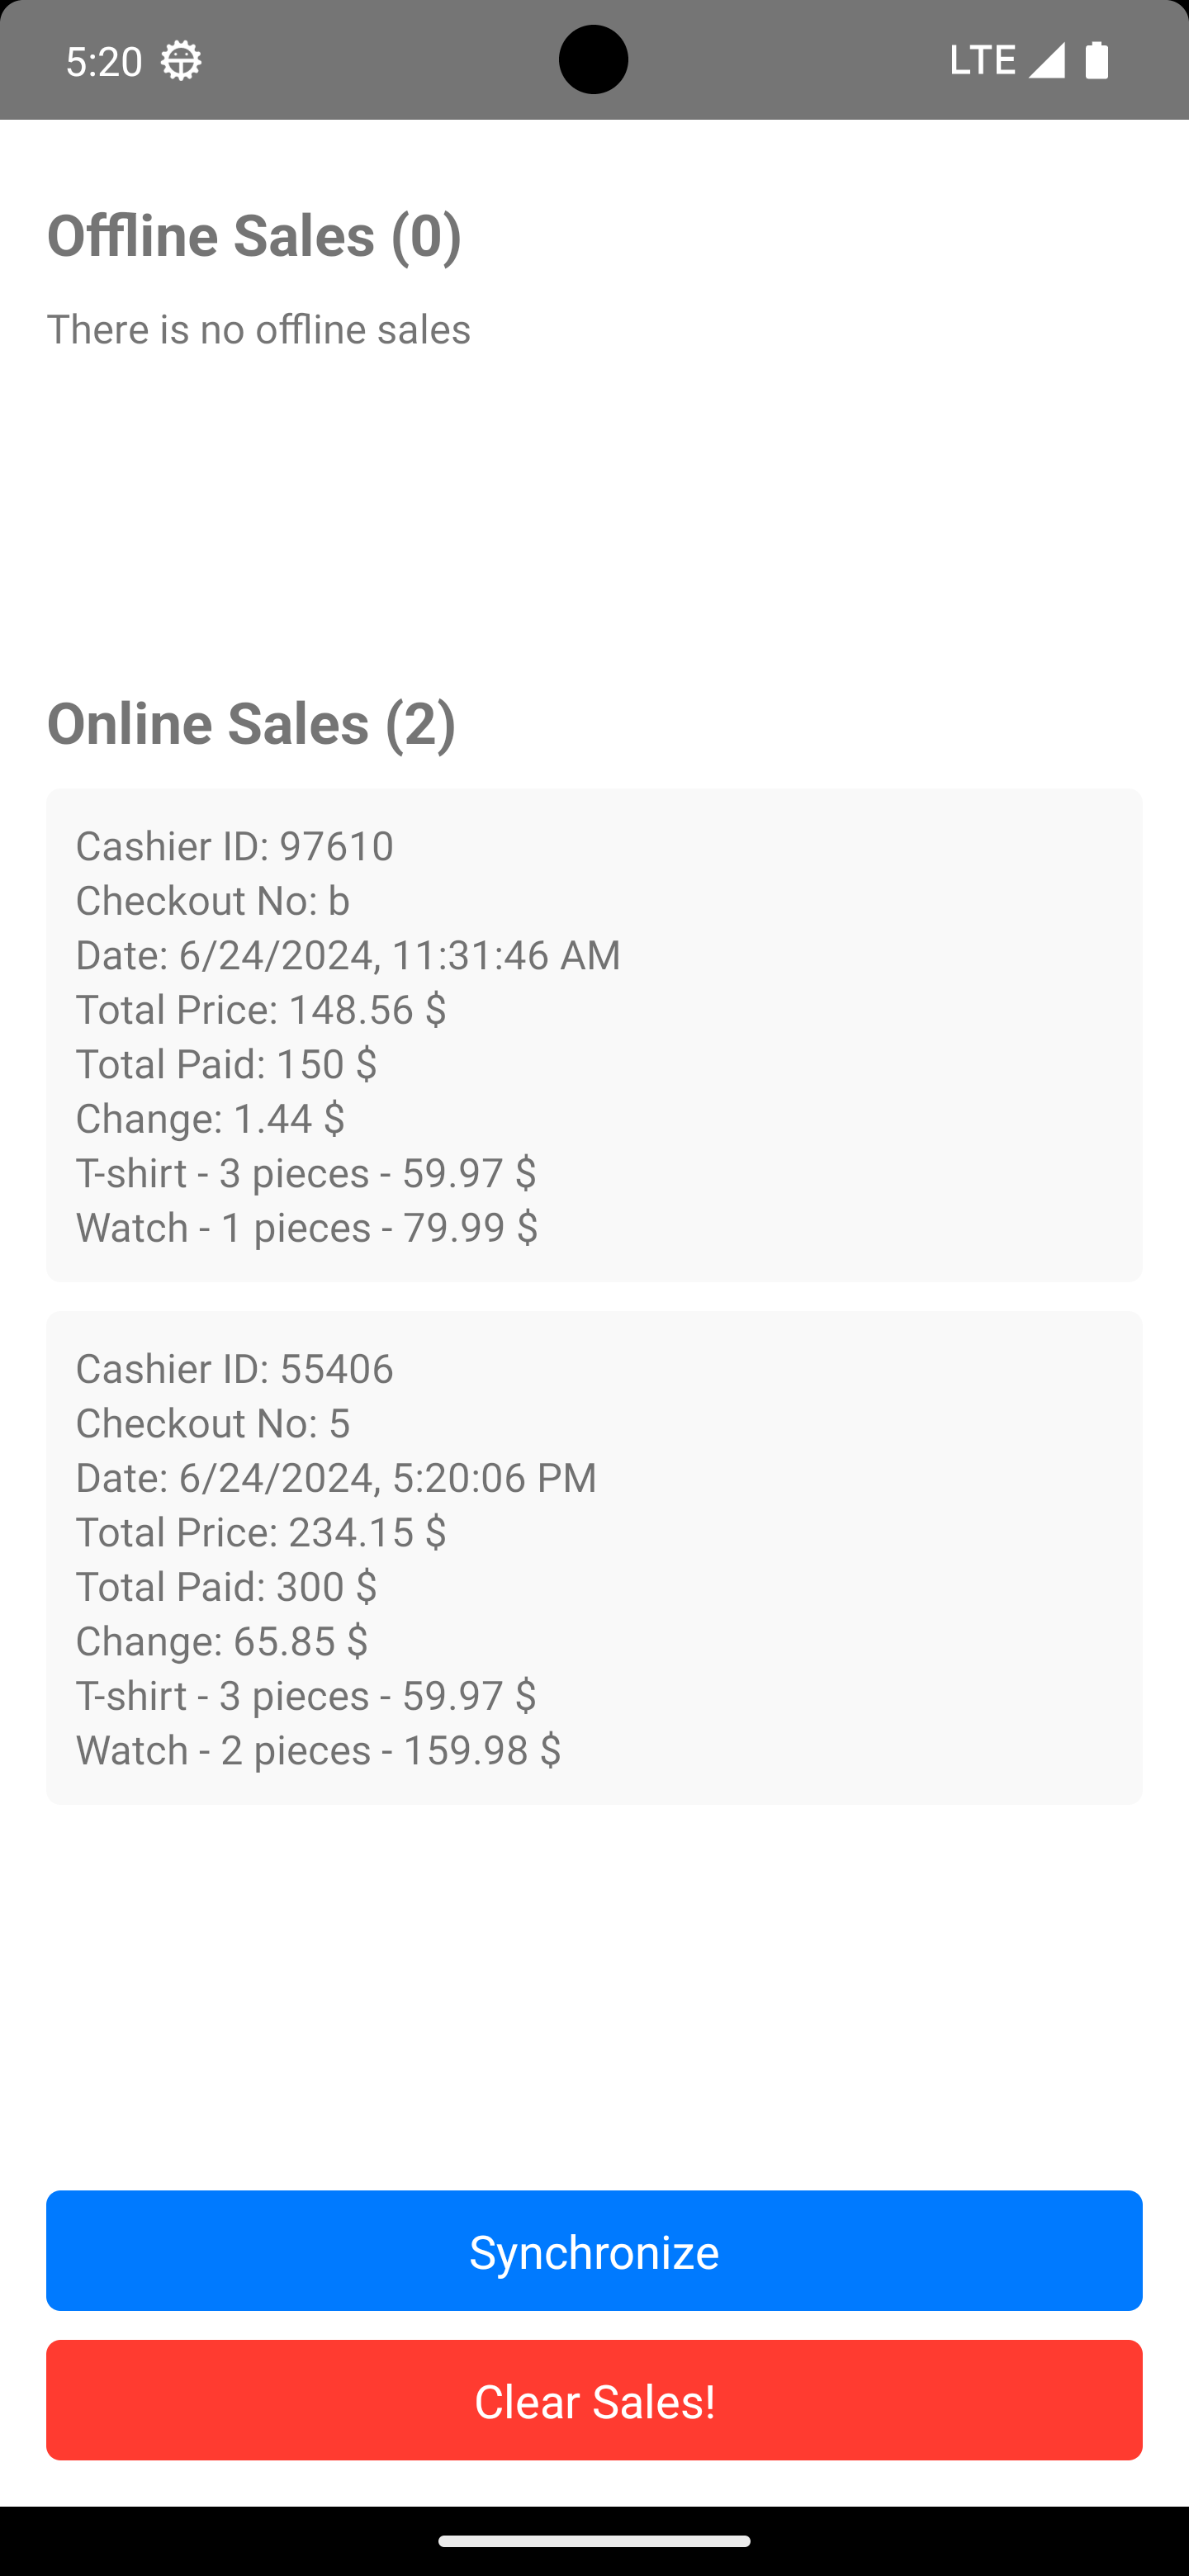 5:20
LTE
Offline Sales (0)
There is no offline sales
Online Sales (2)
Cashier ID: 97610
Checkout No: b
Date: 6/24/2024, 11:31:46 AM
Total Price: 148.56 $
Total Paid: 150 $
Change: 1.44 $
T-shirt - 3 pieces - 59.97 $
Watch - 1 pieces - 79.99 $
Cashier ID: 55406
Checkout No: 5
Date: 6/24/2024, 5:20:06 PM
Total Price: 234.15 $
Total Paid: 300 $
Change: 65.85 $
T-shirt - 3 pieces - 59.97 $
Watch - 2 pieces - 159.98 $
Synchronize
Clear Sales!